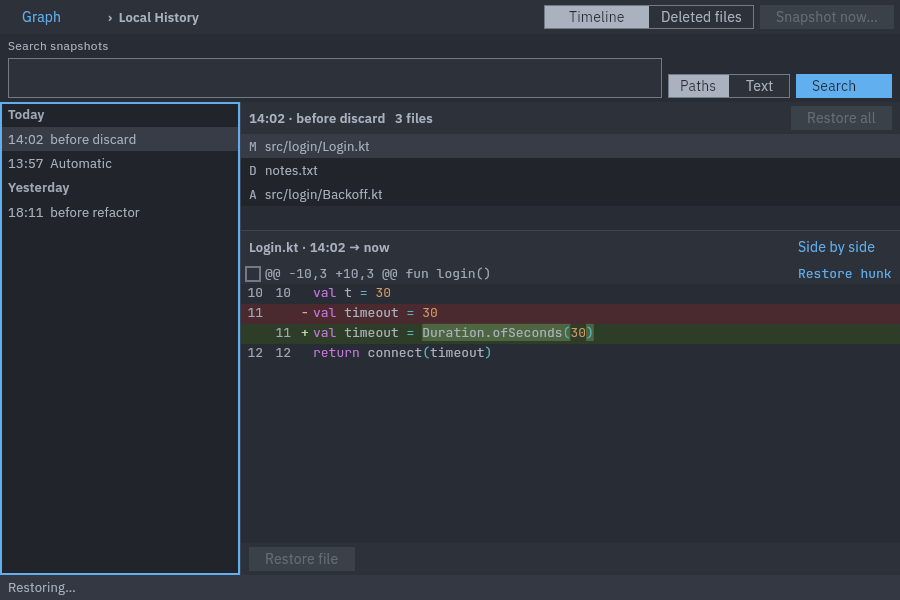 Graph › Local History Timeline Deleted files Snapshot now...
Search snapshots
Paths Text Search
Today
14:02 before discard
13:57 Automatic
Yesterday
18:11 before refactor
14:02 · before discard 3 files Restore all
M src/login/Login.kt
D notes.txt
A src/login/Backoff.kt
Login.kt · 14:02 → now Side by side
@@ -10,3 +10,3 @@ fun login() Restore hunk
10 10 val t = 30
11 - val timeout = 30
11 + val timeout = Duration.ofSeconds(30)
12 12 return connect(timeout)
Restore file
Restoring...